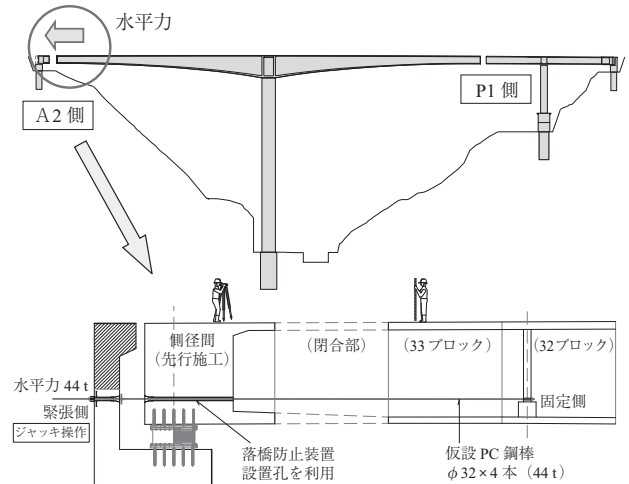 水平力
A2 側
P1 側
側径間
(先行施工)
(閉合部)
(33 ブロック)
(32ブロック)
水平力 44 t
緊張側
ジャッキ操作
固定側
落橋防止装置
設置孔を利用
仮設 PC 鋼棒
φ32×4 本（44 t）